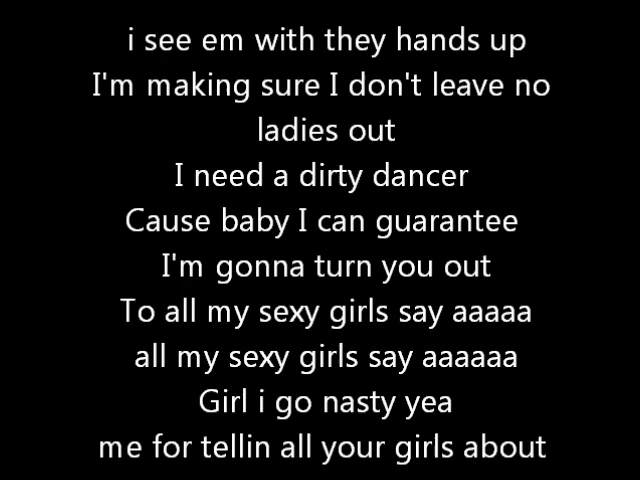 i see em with they hands up
I'm making sure I don't leave no
ladies out
I need a dirty dancer
Cause baby I can guarantee
I'm gonna turn you out
To all my sexy girls say aaaaa
all my sexy girls say aaaaaa
Girl i go nasty yea
me for tellin all your girls about